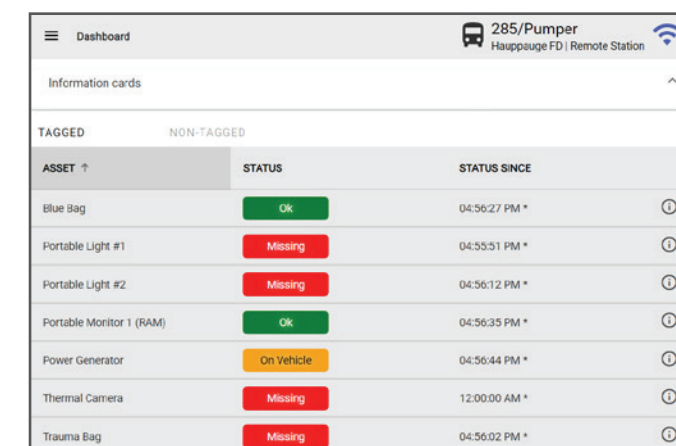 Dashboard
285/Pumper
Hauppauge FD | Remote Station
Information cards
TAGGED NON-TAGGED
ASSET ↑ STATUS STATUS SINCE
Blue Bag Ok 04:56:27 PM *
Portable Light #1 Missing 04:55:51 PM *
Portable Light #2 Missing 04:56:12 PM *
Portable Monitor 1 (RAM) Ok 04:56:35 PM *
Power Generator On Vehicle 04:56:44 PM *
Thermal Camera Missing 12:00:00 AM *
Trauma Bag Missing 04:56:02 PM *